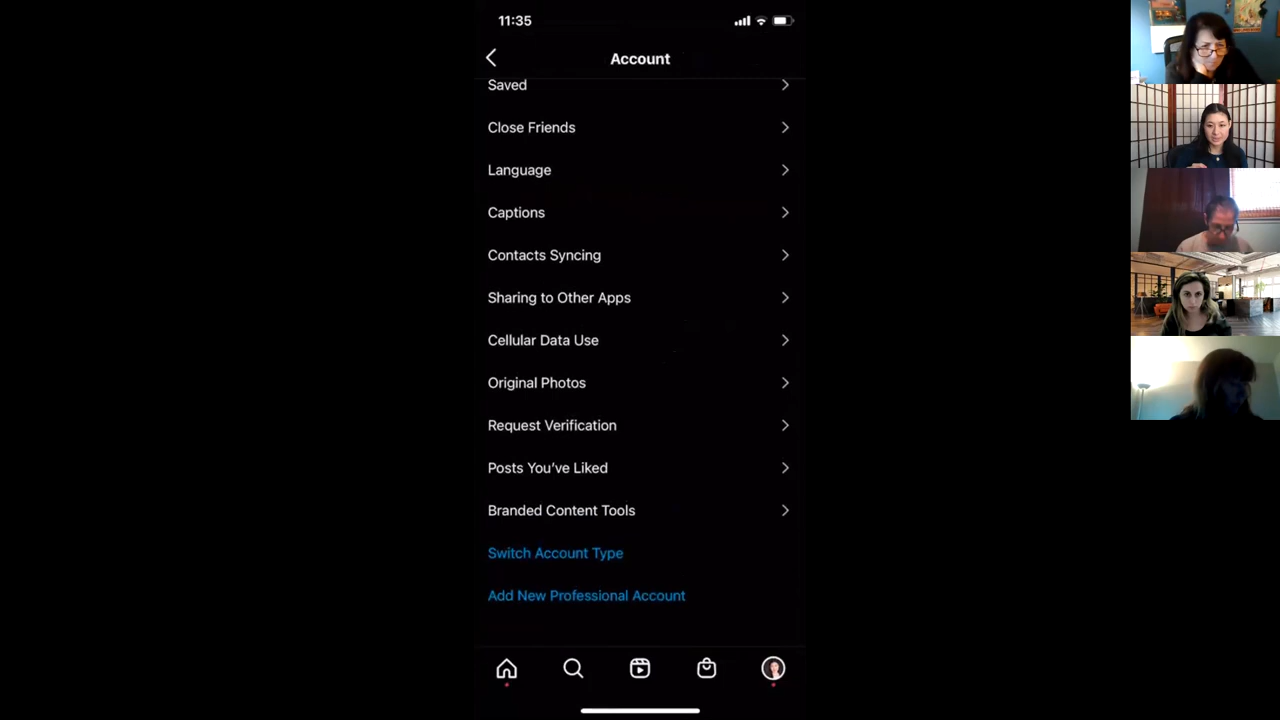 11:35
Account
Saved
Close Friends
Language
Captions
Contacts Syncing
Sharing to Other Apps
Cellular Data Use
Original Photos
Request Verification
Posts You’ve Liked
Branded Content Tools
Switch Account Type
Add New Professional Account